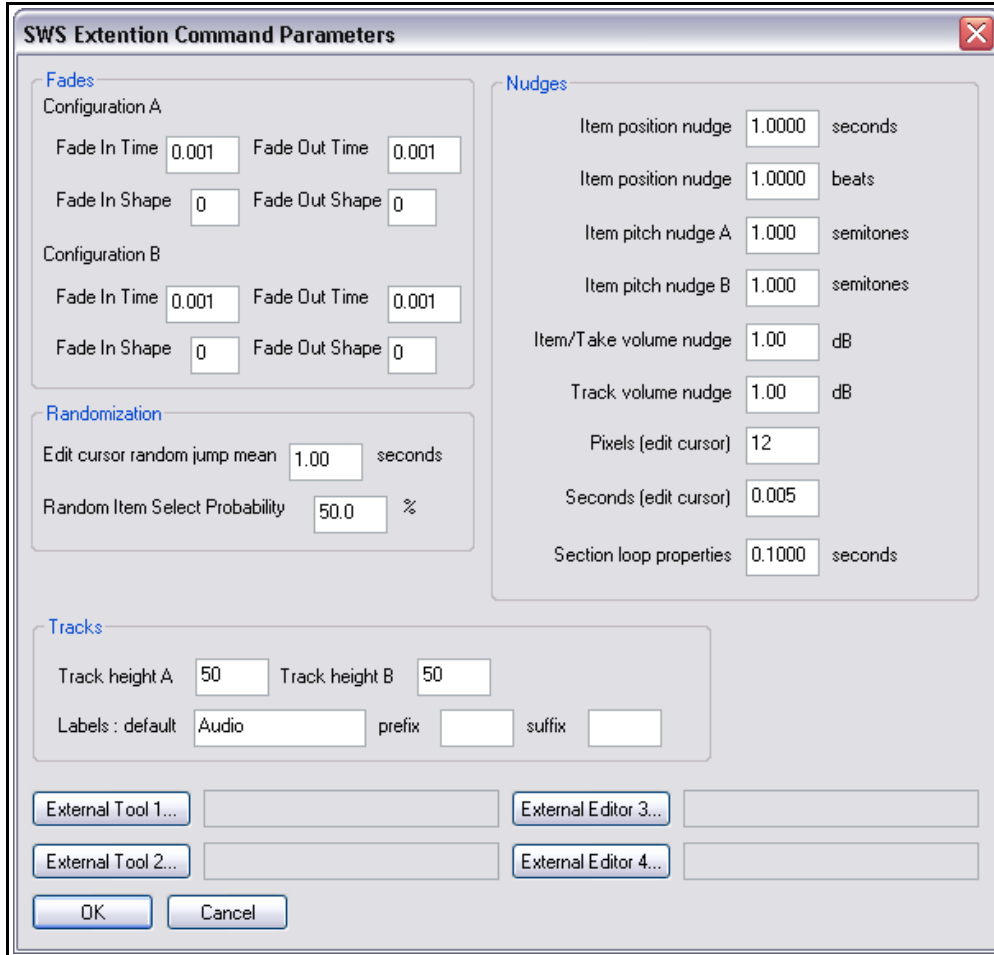 SWS Extention Command Parameters
Fades
Configuration A
Fade In Time 0.001 Fade Out Time 0.001
Fade In Shape 0 Fade Out Shape 0
Configuration B
Fade In Time 0.001 Fade Out Time 0.001
Fade In Shape 0 Fade Out Shape 0
Randomization
Edit cursor random jump mean 1.00 seconds
Random Item Select Probability 50.0 %
Nudges
Item position nudge 1.0000 seconds
Item position nudge 1.0000 beats
Item pitch nudge A 1.000 semitones
Item pitch nudge B 1.000 semitones
Item/Take volume nudge 1.00 dB
Track volume nudge 1.00 dB
Pixels (edit cursor) 12
Seconds (edit cursor) 0.005
Section loop properties 0.1000 seconds
Tracks
Track height A 50 Track height B 50
Labels : default Audio prefix suffix
External Tool 1... External Editor 3...
External Tool 2... External Editor 4...
OK Cancel